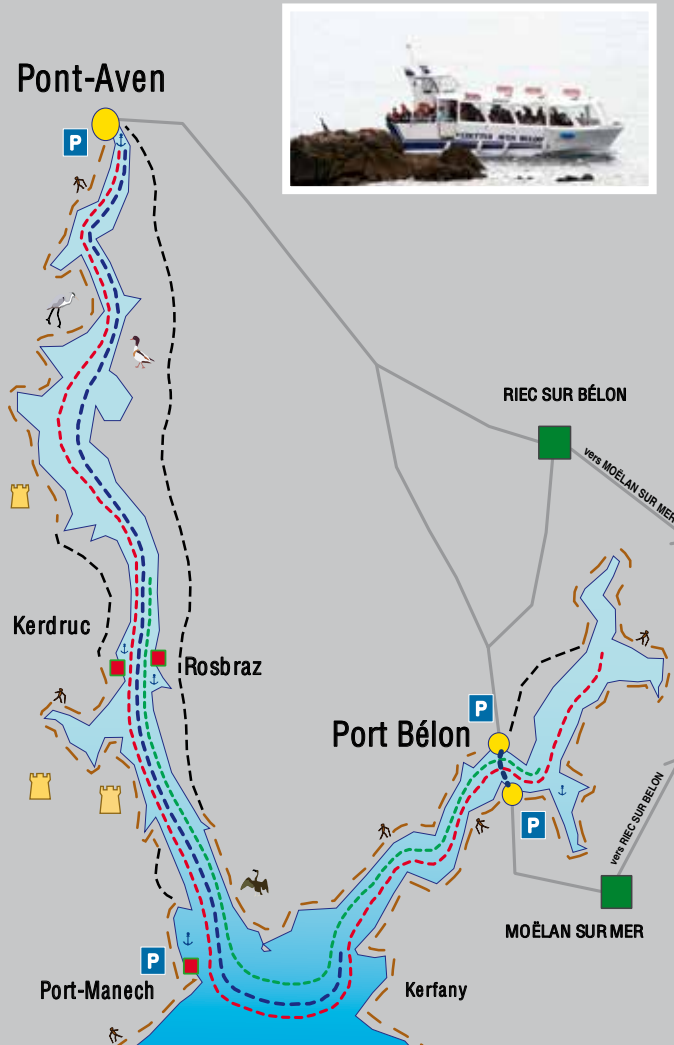 Pont-Aven
P
RIEC SUR BÉLON
vers MOËLAN SUR MER
Kerdruc
Rosbraz
P
Port Bélon
P
vers RIEC SUR BELON
MOËLAN SUR MER
P
Port-Manech
Kerfany